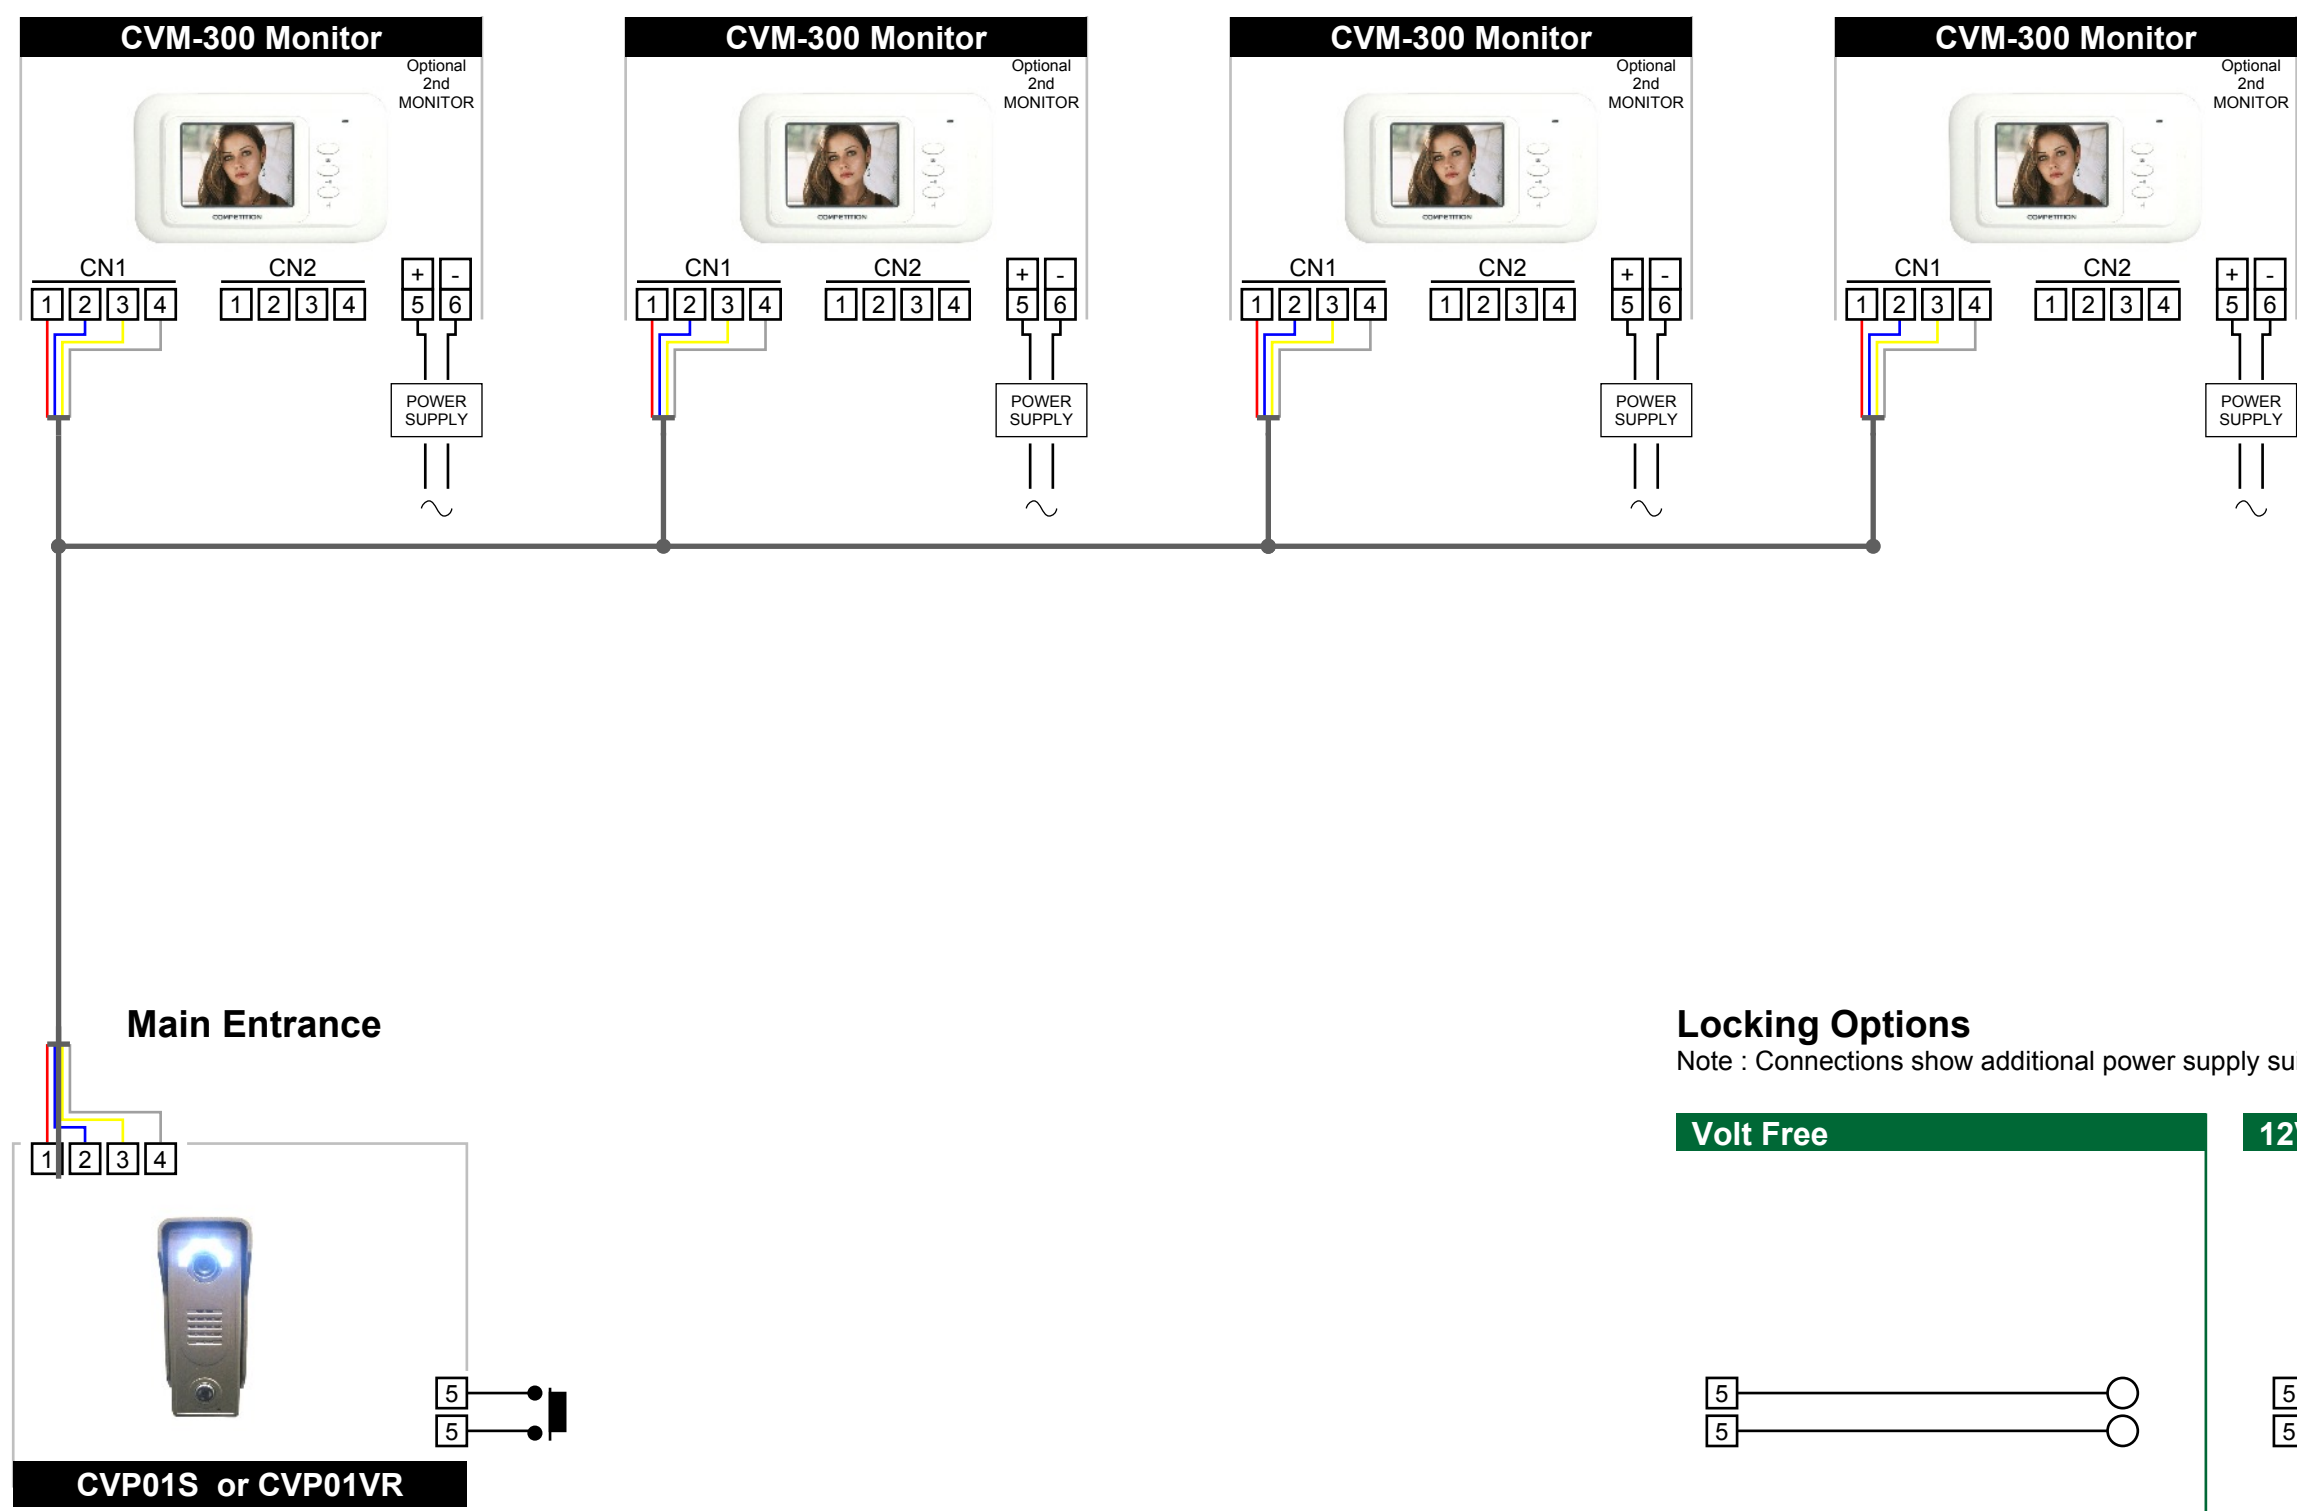 CVM-300 Monitor
Optional
2nd
MONITOR
COMPETITION
CN1
CN2
+ -
1 2 3 4
1 2 3 4
5 6
POWER
SUPPLY
CVM-300 Monitor
Optional
2nd
MONITOR
COMPETITION
CN1
CN2
+ -
1 2 3 4
1 2 3 4
5 6
POWER
SUPPLY
CVM-300 Monitor
Optional
2nd
MONITOR
COMPETITION
CN1
CN2
+ -
1 2 3 4
1 2 3 4
5 6
POWER
SUPPLY
CVM-300 Monitor
Optional
2nd
MONITOR
COMPETITION
CN1
CN2
+ -
1 2 3 4
1 2 3 4
5 6
POWER
SUPPLY
Main Entrance
1 2 3 4
5
5
CVP01S or CVP01VR
Locking Options
Note : Connections show additional power supply
Volt Free
5
5
5
5